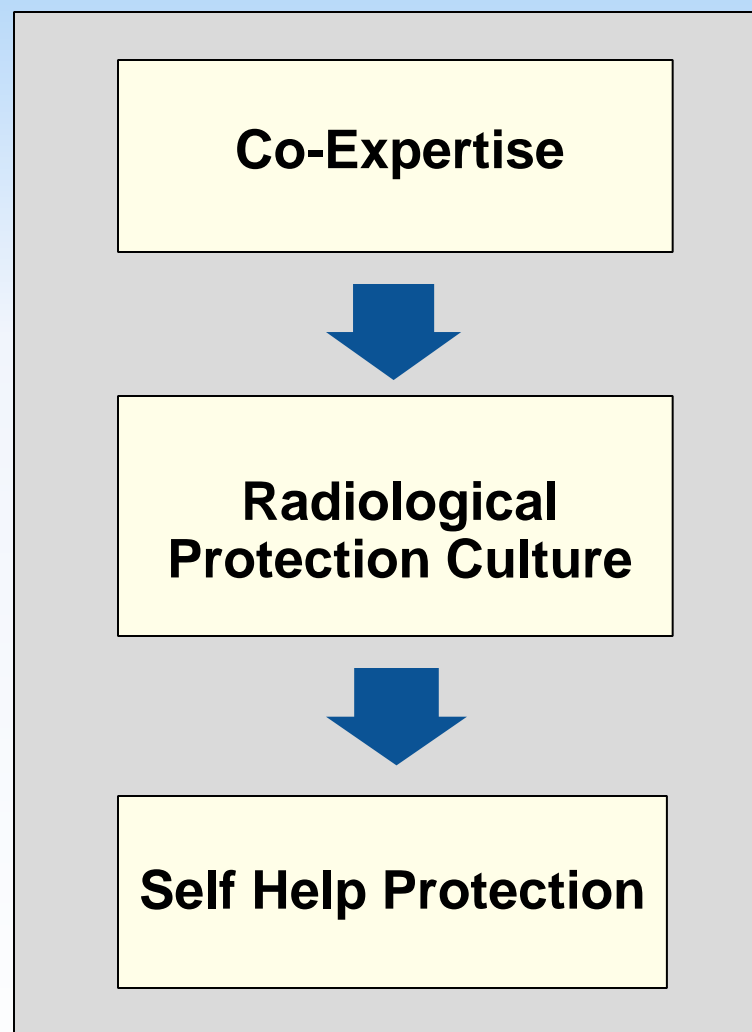 Co-Expertise
Radiological
Protection Culture
Self Help Protection